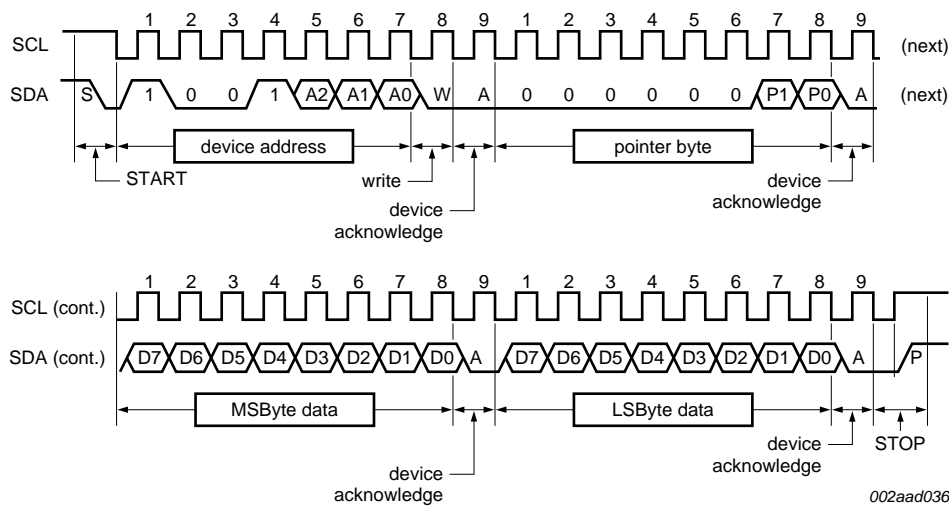 1 2 3 4 5 6 7 8 9 1 2 3 4 5 6 7 8 9
SCL (next)
SDA S 1 0 0 1 A2 A1 A0 W A 0 0 0 0 0 0 P1 P0 A (next)
device address pointer byte
START write device
device acknowledge
acknowledge
1 2 3 4 5 6 7 8 9 1 2 3 4 5 6 7 8 9
SCL (cont.)
SDA (cont.) D7 D6 D5 D4 D3 D2 D1 D0 A D7 D6 D5 D4 D3 D2 D1 D0 A P
MSByte data LSByte data
device STOP
device acknowledge
acknowledge
002aad036